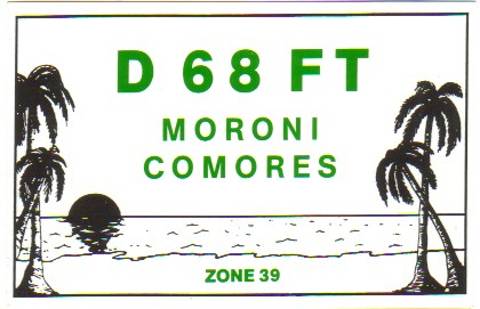 D 68 FT
MORONI
COMORES
ZONE 39